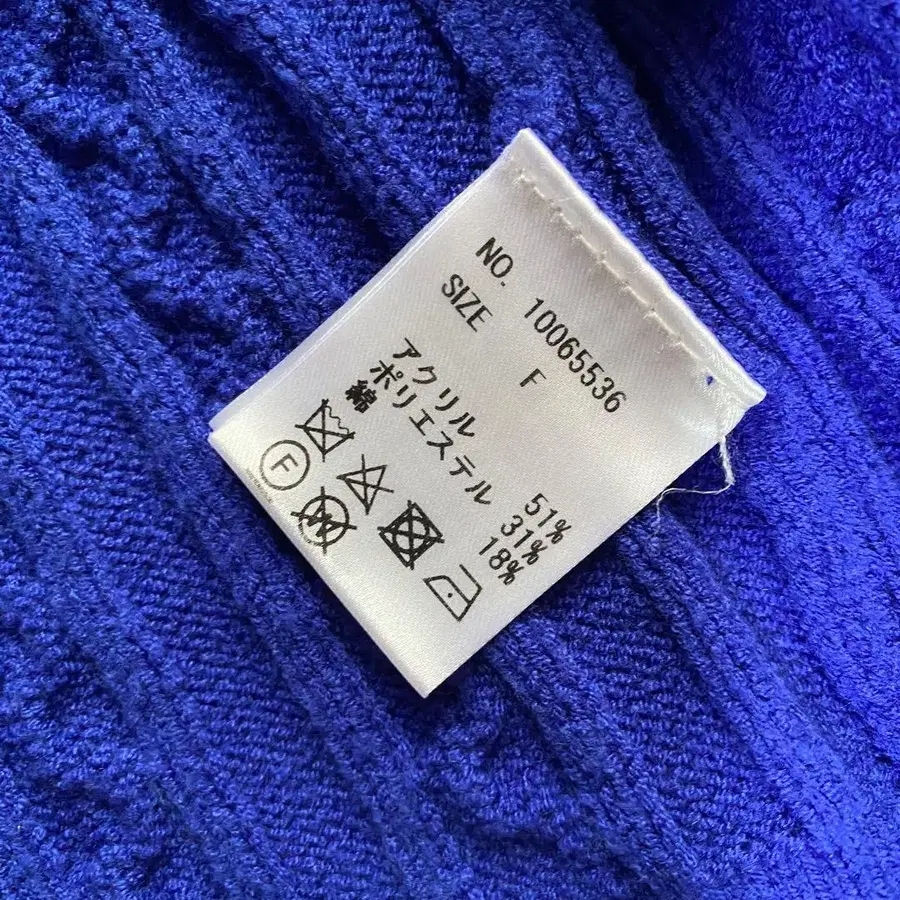 NO. 10065536
SIZE F
アクリル 51%
ポリエステル 31%
綿 18%
F
W